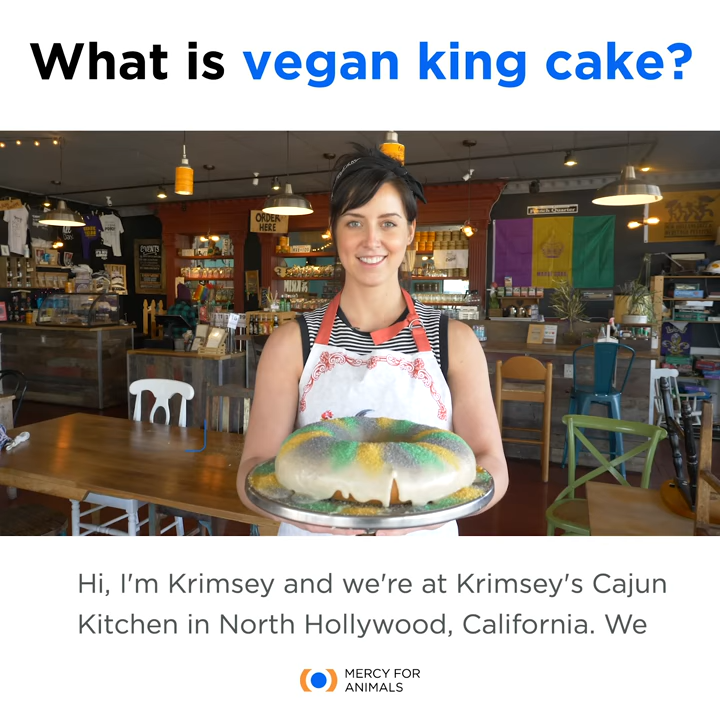 What is vegan king cake?
ORDER
HERE
Hi, I'm Krimsey and we're at Krimsey's Cajun
Kitchen in North Hollywood, California. We
MERCY FOR
ANIMALS